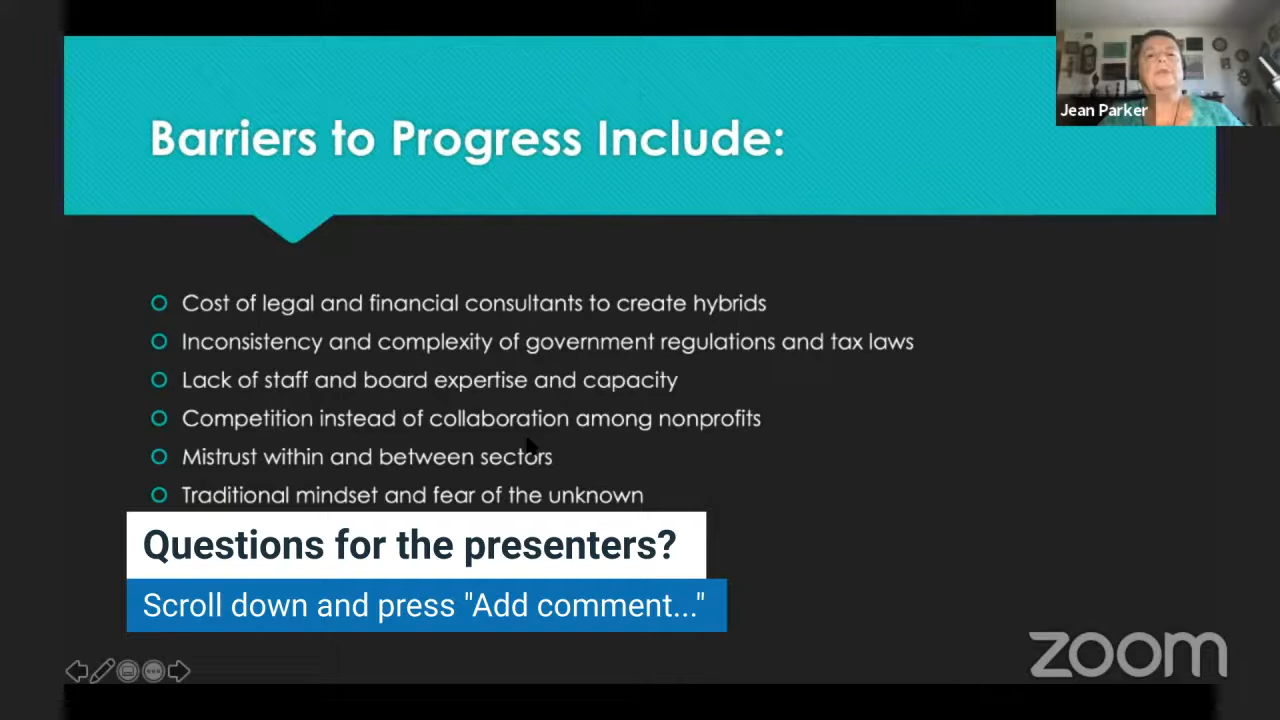 Jean Parker
Barriers to Progress Include:
Cost of legal and financial consultants to create hybrids
Inconsistency and complexity of government regulations and tax laws
Lack of staff and board expertise and capacity
Competition instead of collaboration among nonprofits
Mistrust within and between sectors
Traditional mindset and fear of the unknown
Questions for the presenters?
Scroll down and press "Add comment..."
zoom